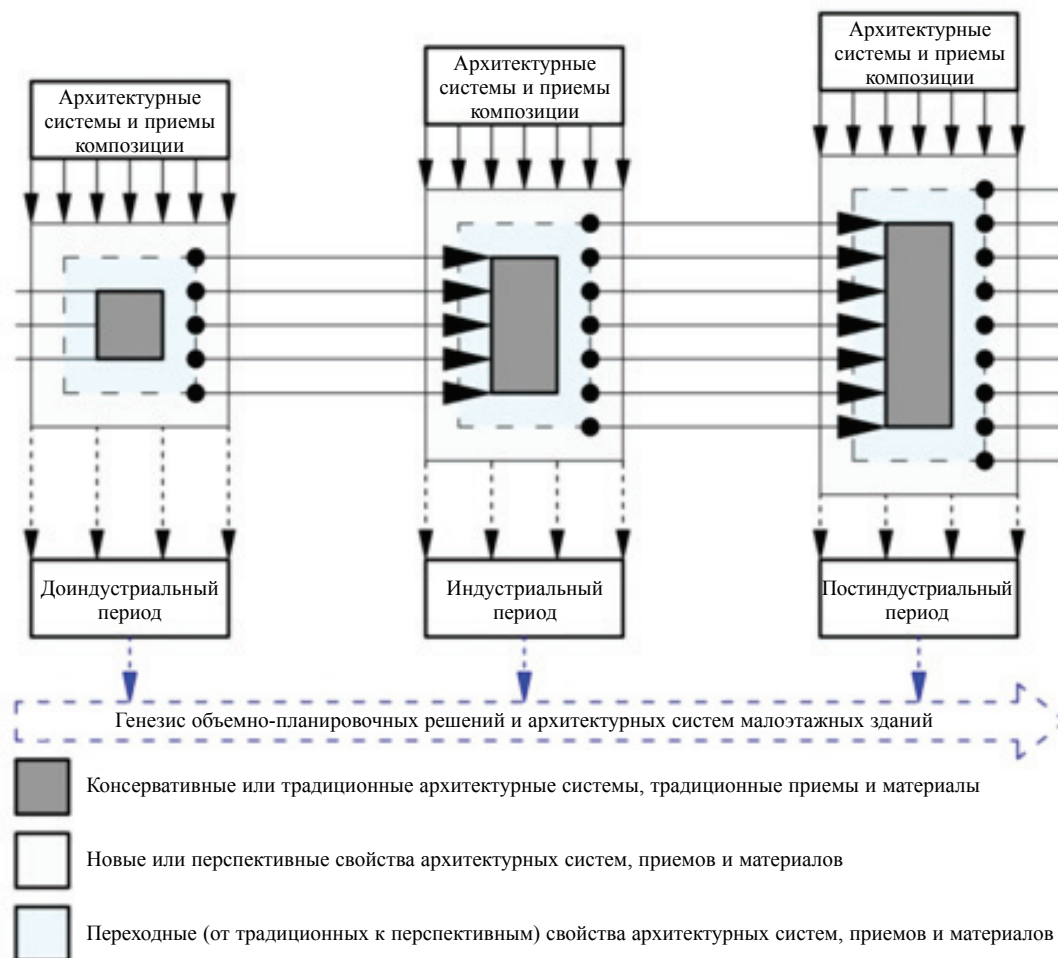 Архитектурные
системы и приемы
композиции
Архитектурные
системы и приемы
композиции
Архитектурные
системы и приемы
композиции
Доиндустриальный
период
Индустриальный
период
Постиндустриальный
период
Генезис объемно-планировочных решений и архитектурных систем малоэтажных зданий
Консервативные или традиционные архитектурные системы, традиционные приемы и материалы
Новые или перспективные свойства архитектурных систем, приемов и материалов
Переходные (от традиционных к перспективным) свойства архитектурных систем, приемов и материалов